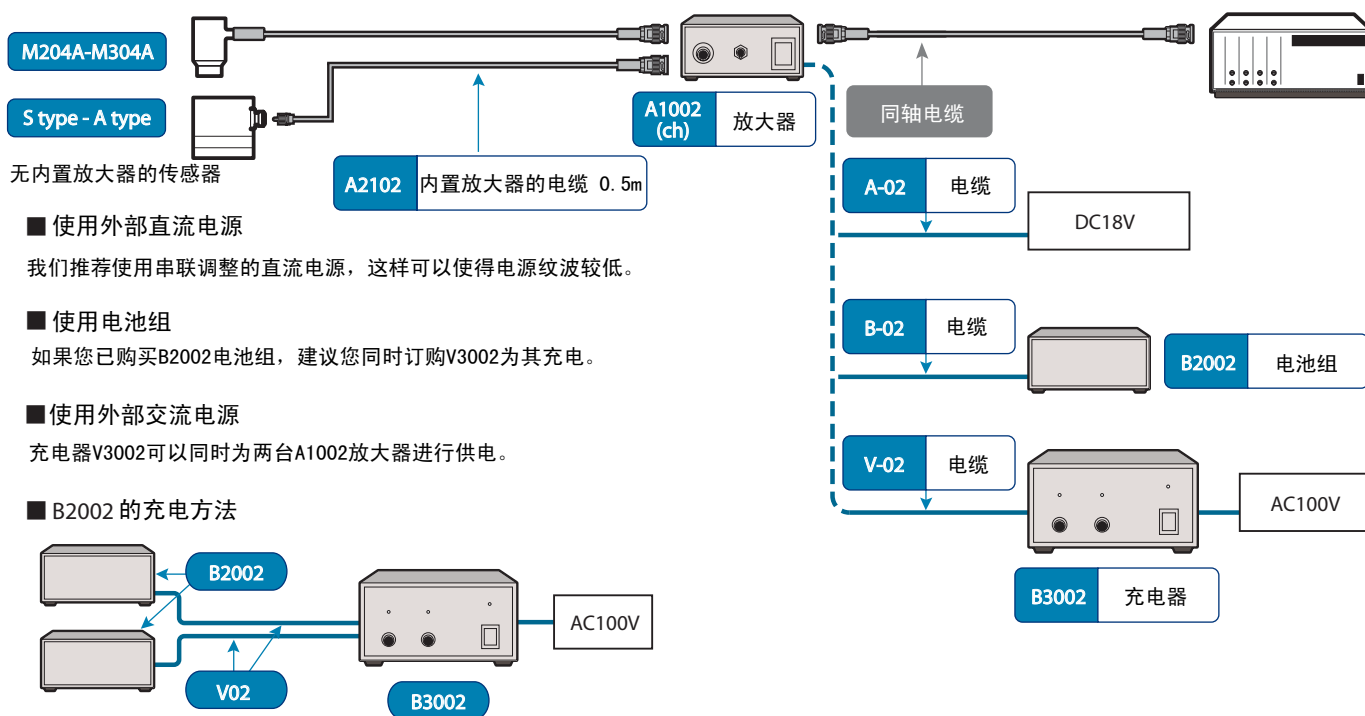 M204A-M304A
S type - A type
无内置放大器的传感器
A2102 内置放大器的电缆 0.5m
A1002
(ch)
放大器
同轴电缆
A-02 电缆
DC18V
B-02 电缆
B2002 电池组
V-02 电缆
AC100V
B3002 充电器
■ 使用外部直流电源
我们推荐使用串联调整的直流电源，这样可以使得电源纹波较低。
■ 使用电池组
如果您已购买B2002电池组，建议您同时订购V3002为其充电。
■使用外部交流电源
充电器V3002可以同时为两台A1002放大器进行供电。
■ B2002 的充电方法
B2002
AC100V
V02
B3002